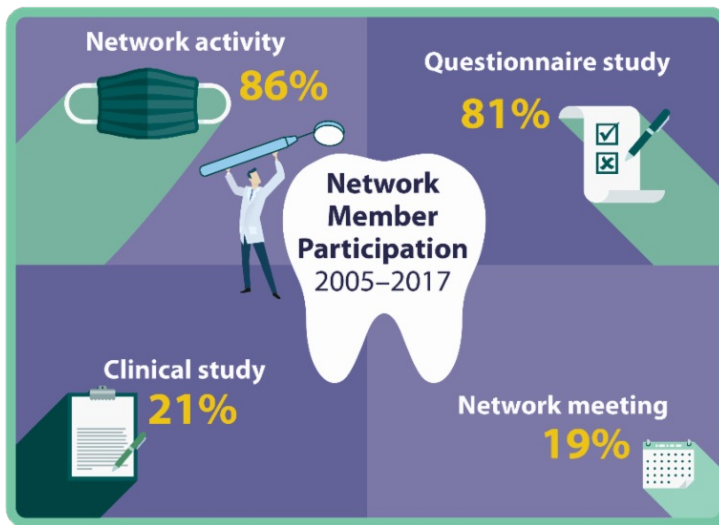 Network activity
86%
Questionnaire study
81%
Network
Member
Participation
2005–2017
Clinical study
21%
Network meeting
19%